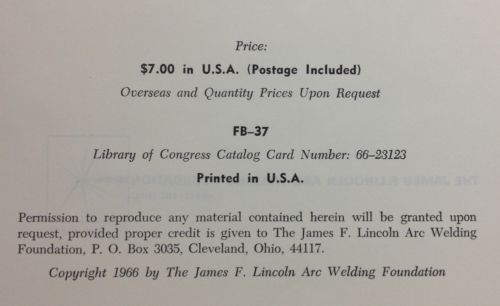 Price:
$7.00 in U.S.A. (Postage Included)
Overseas and Quantity Prices Upon Request
FB–37
Library of Congress Catalog Card Number: 66–23123
Printed in U.S.A.
Permission to reproduce any material contained herein will be granted upon
request, provided proper credit is given to The James F. Lincoln Arc Welding
Foundation, P. O. Box 3035, Cleveland, Ohio, 44117.
Copyright 1966 by The James F. Lincoln Arc Welding Foundation